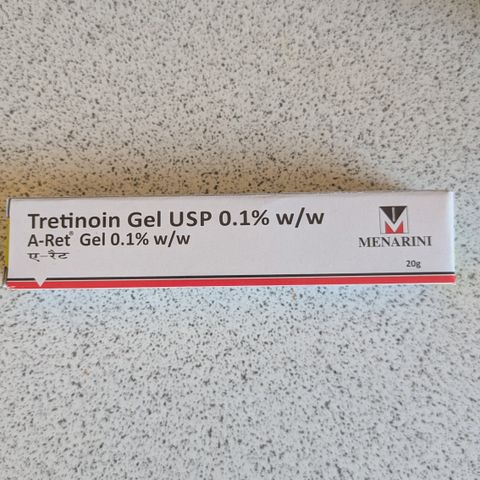 Tretinoin Gel USP 0.1% w/w
A-Ret® Gel 0.1% w/w
ए-रैट
MENARINI
20g